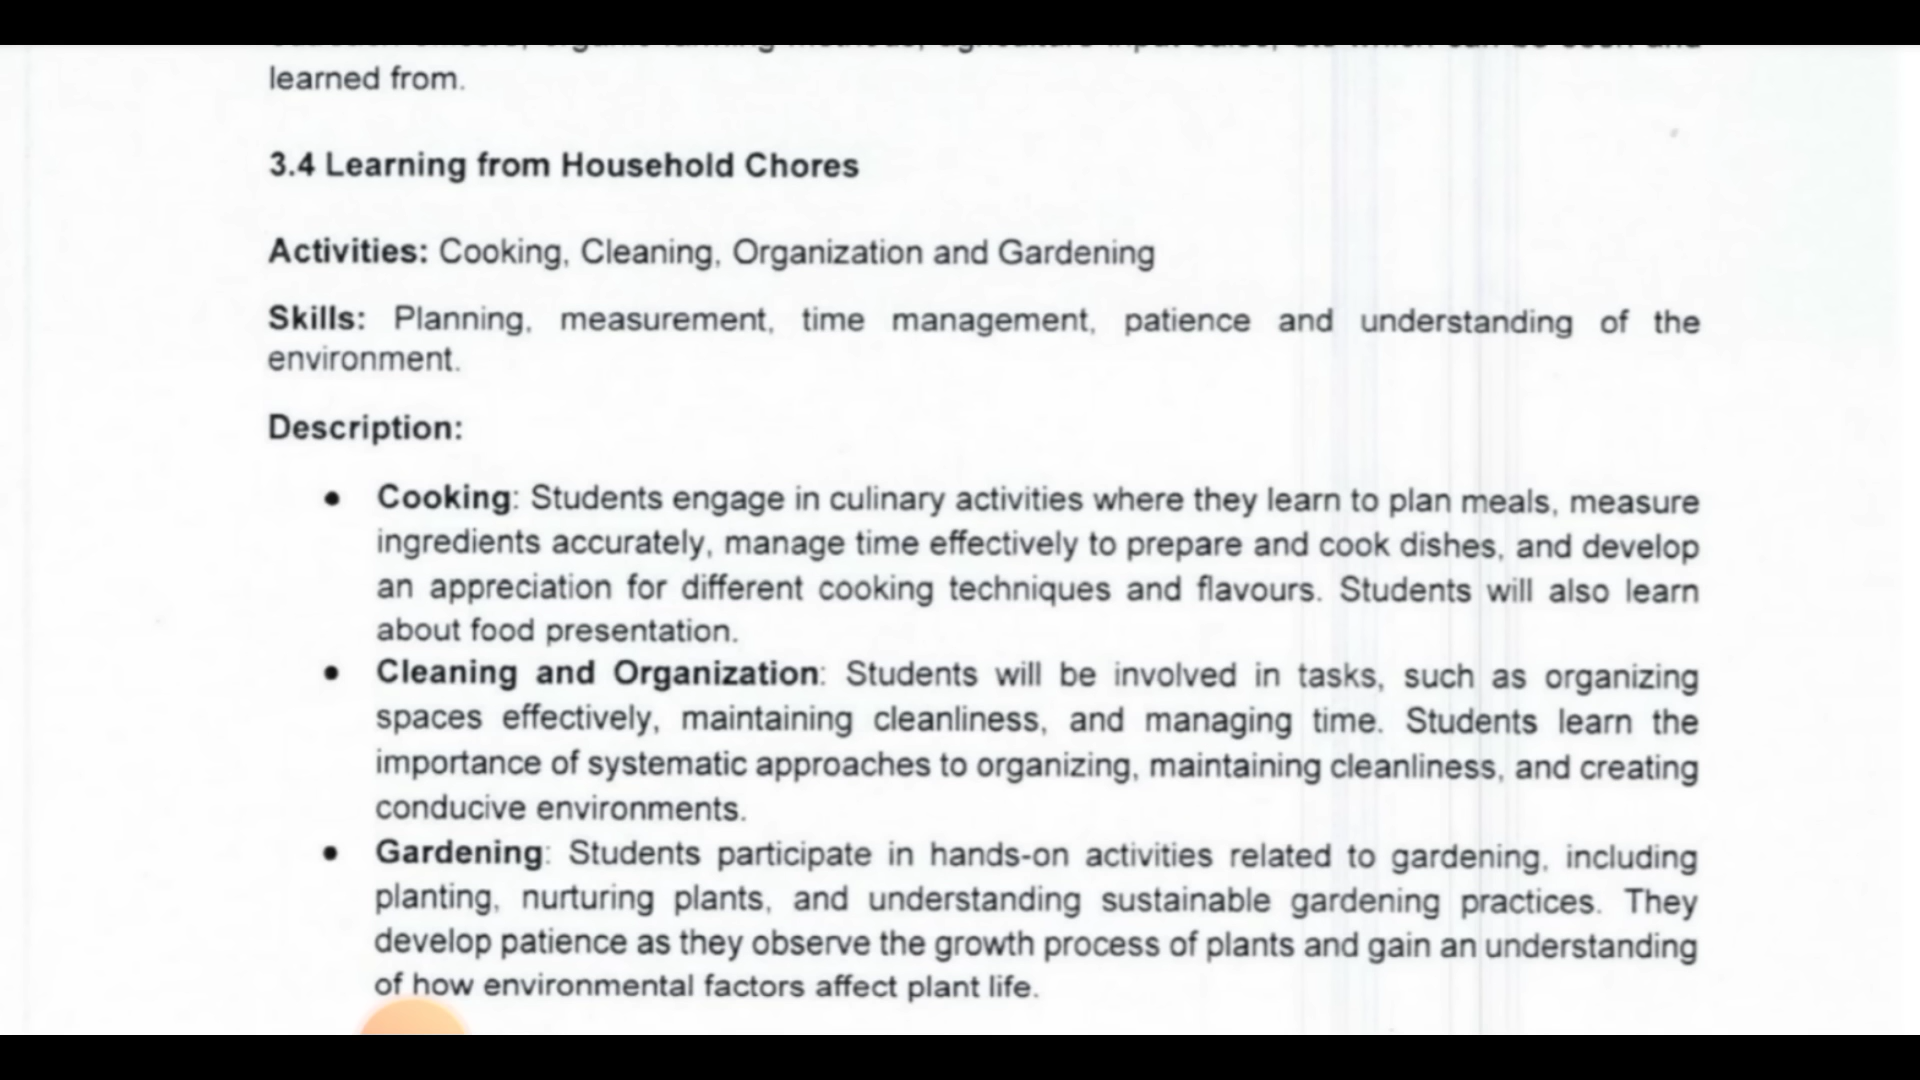 learned from.
3.4 Learning from Household Chores
Activities: Cooking, Cleaning, Organization and Gardening
Skills: Planning, measurement, time management, patience and understanding of the
environment.
Description:
● Cooking: Students engage in culinary activities where they learn to plan meals, measure
ingredients accurately, manage time effectively to prepare and cook dishes, and develop
an appreciation for different cooking techniques and flavours. Students will also learn
about food presentation.
● Cleaning and Organization: Students will be involved in tasks, such as organizing
spaces effectively, maintaining cleanliness, and managing time. Students learn the
importance of systematic approaches to organizing, maintaining cleanliness, and creating
conducive environments.
● Gardening: Students participate in hands-on activities related to gardening, including
planting, nurturing plants, and understanding sustainable gardening practices. They
develop patience as they observe the growth process of plants and gain an understanding
of how environmental factors affect plant life.